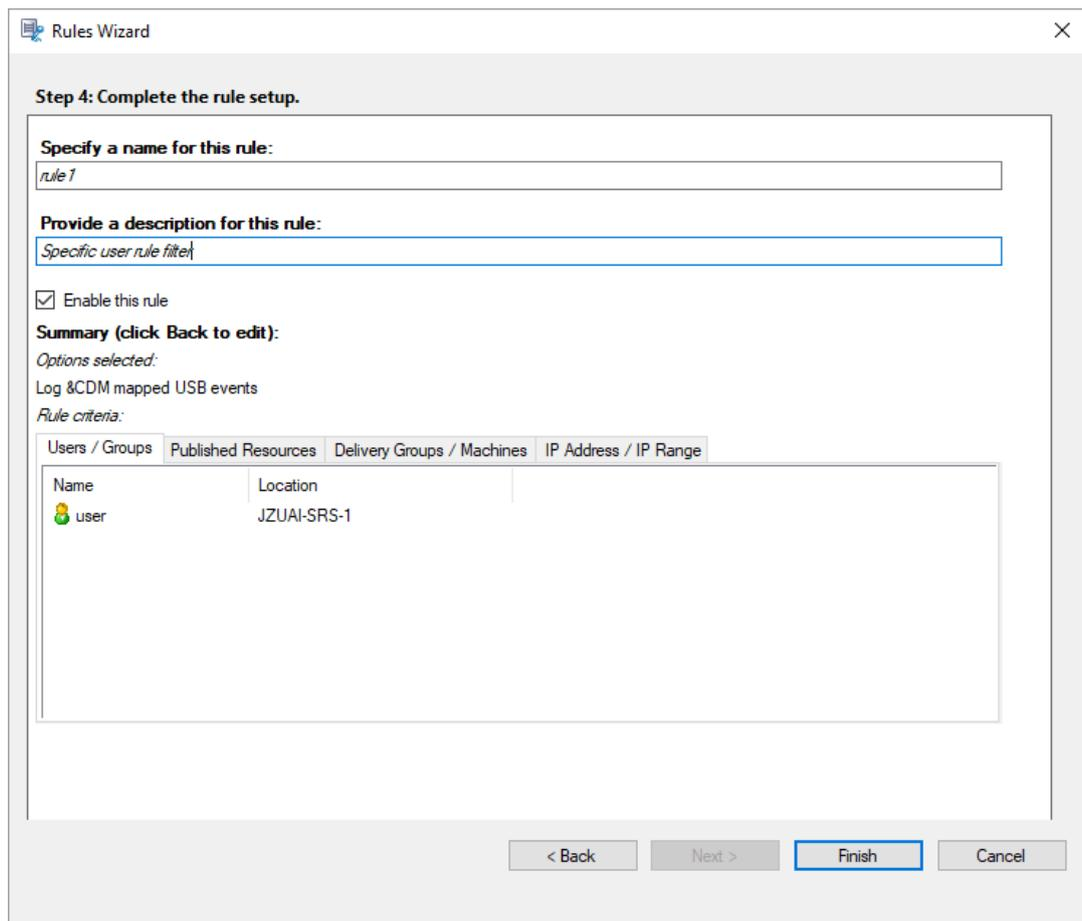 Rules Wizard
Step 4: Complete the rule setup.
Specify a name for this rule:
rule1
Provide a description for this rule:
Specific user rule filter
Enable this rule
Summary (click Back to edit):
Options selected:
Log &CDM mapped USB events
Rule criteria:
Users / Groups Published Resources Delivery Groups / Machines IP Address / IP Range
Name Location
user JZUAI-SRS-1
< Back Next > Finish Cancel